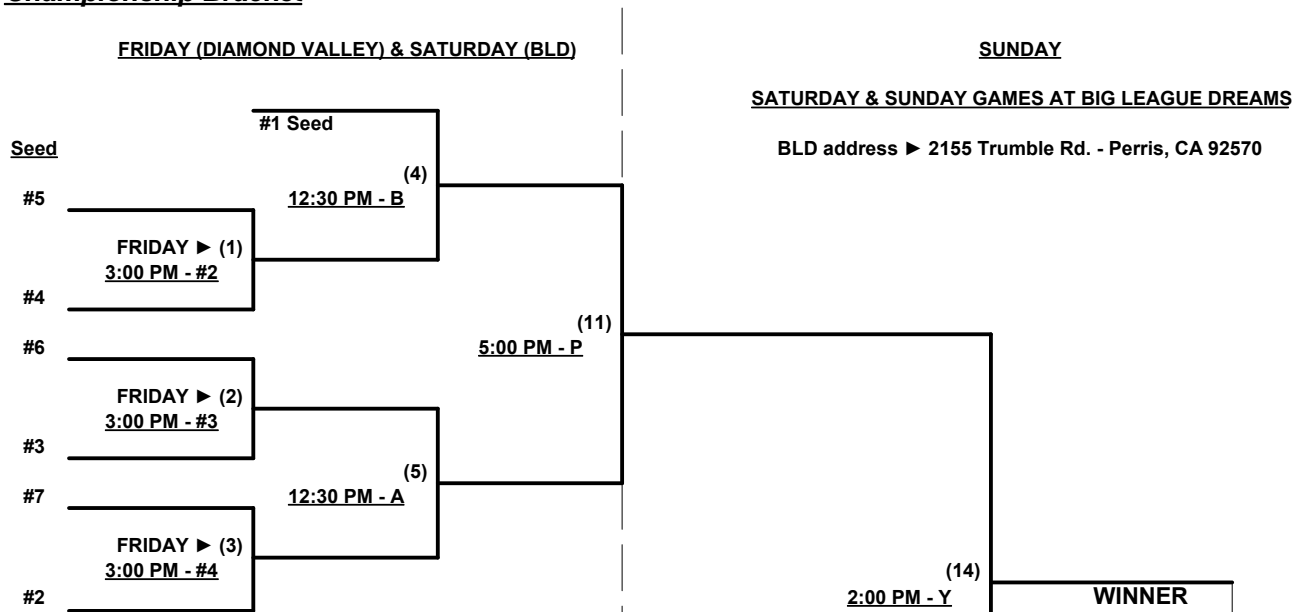 Championship Bracket
FRIDAY (DIAMOND VALLEY) & SATURDAY (BLD)
SUNDAY
SATURDAY & SUNDAY GAMES AT BIG LEAGUE DREAMS
#1 Seed
Seed
BLD address ► 2155 Trumble Rd. - Perris, CA 92570
(4)
#5
12:30 PM - B
FRIDAY ► (1)
3:00 PM - #2
#4
(11)
#6
5:00 PM - P
FRIDAY ► (2)
3:00 PM - #3
#3
(5)
#7
12:30 PM - A
FRIDAY ► (3)
3:00 PM - #4
(14)
#2
2:00 PM - Y
WINNER